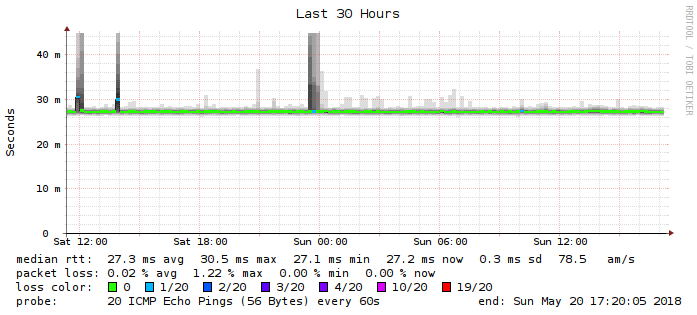 Last 30 Hours
RRDTOOL / TOBI OETIKER
Seconds
40 m
30 m
20 m
10 m
0
Sat 12:00 Sat 18:00 Sun 00:00 Sun 06:00 Sun 12:00
median rtt: 27.3 ms avg 30.5 ms max 27.1 ms min 27.2 ms now 0.3 ms sd 78.5 am/s
packet loss: 0.02 % avg 1.22 % max 0.00 % min 0.00 % now
loss color: 0 1/20 2/20 3/20 4/20 10/20 19/20
probe: 20 ICMP Echo Pings (56 Bytes) every 60s end: Sun May 20 17:20:05 2018